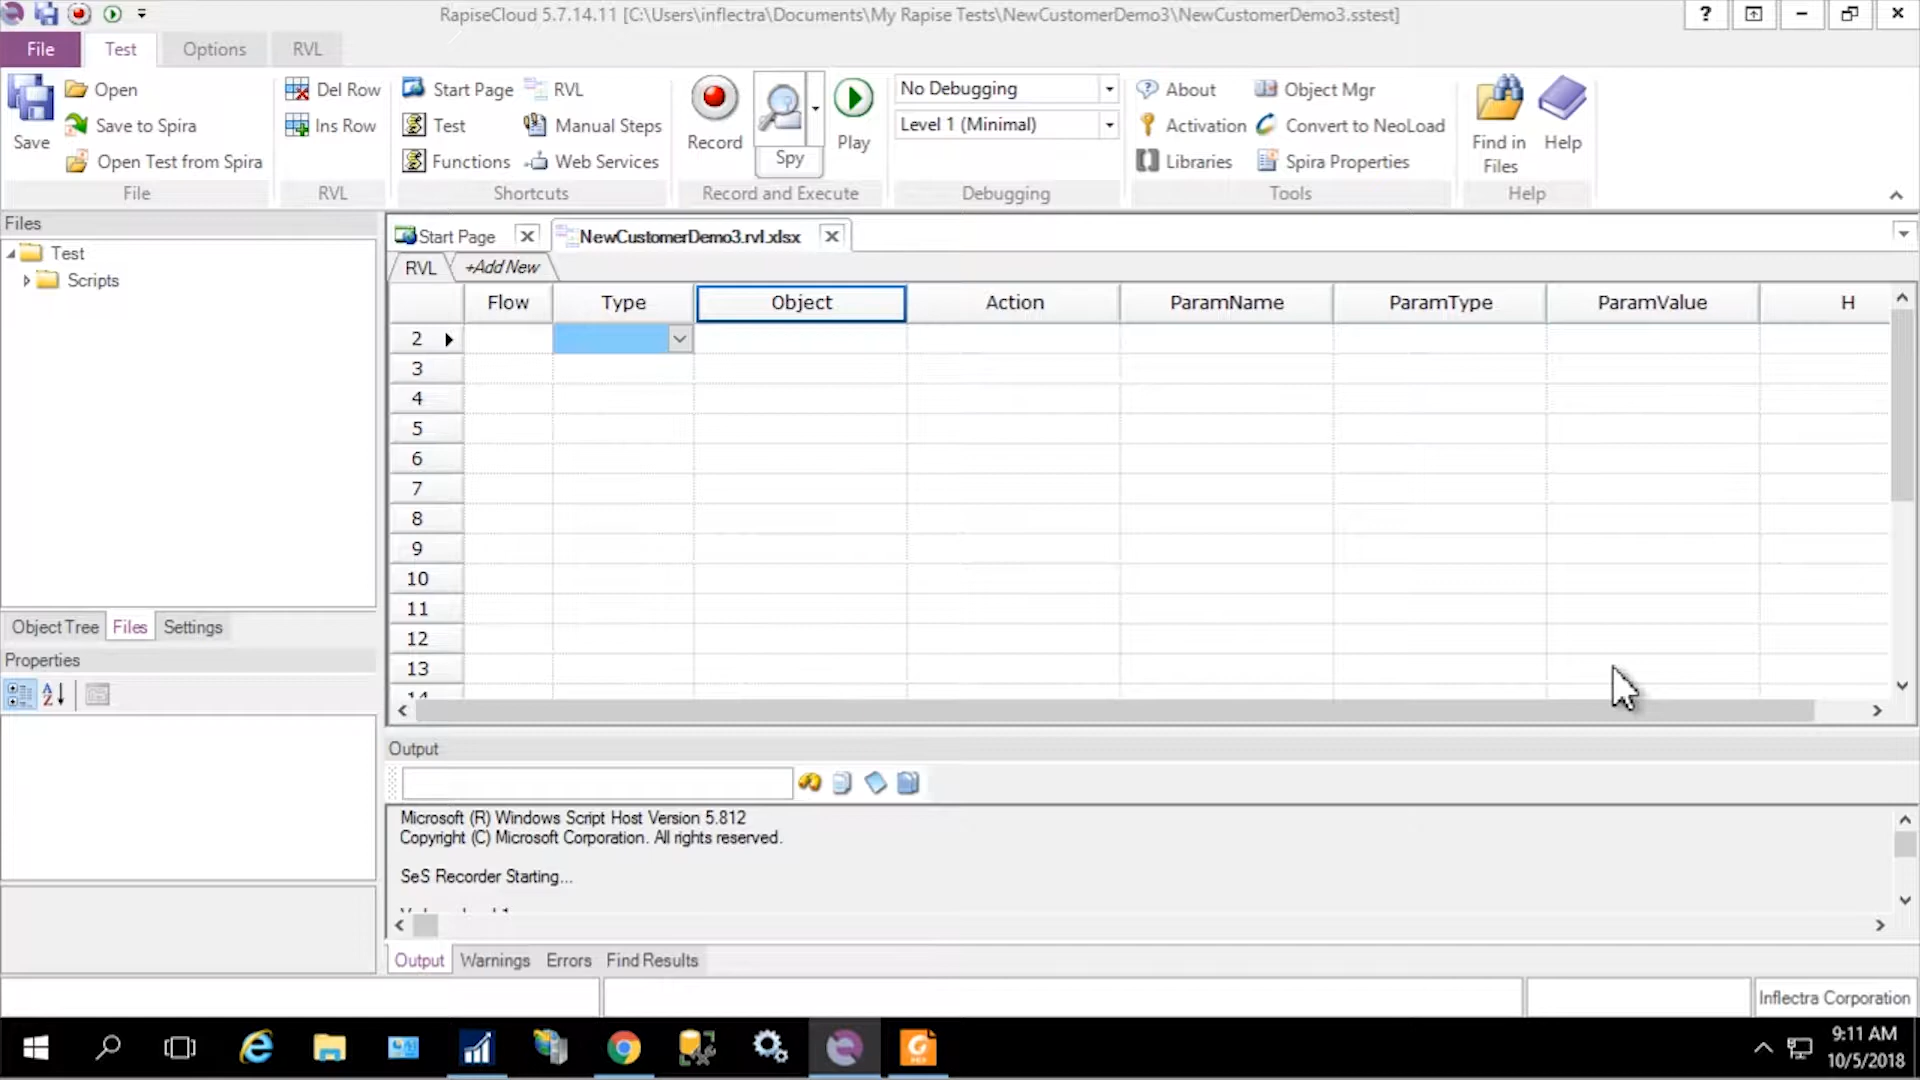 RapiseCloud 5.7.14.11 [C:\Users\inflectra\Documents\My Rapise Tests\NewCustomerDemo3\NewCustomerDemo3.sstest]
File Test Options RVL
Save
Open
Save to Spira
Open Test from Spira
File
Del Row
Ins Row
RVL
Start Page RVL
Test Manual Steps
Functions Web Services
Shortcuts
Record Spy Play
Record and Execute
No Debugging
Level 1 (Minimal)
Debugging
About Object Mgr
Activation Convert to NeoLoad
Libraries Spira Properties
Tools
Find in
Files
Help
Help
Files
Test
Scripts
Object Tree Files Settings
Properties
Start Page NewCustomerDemo3.rvl.xlsx
RVL +Add New
Flow Type Object Action ParamName ParamType ParamValue H
2
3
4
5
6
7
8
9
10
11
12
13
14
Output
Microsoft (R) Windows Script Host Version 5.812
Copyright (C) Microsoft Corporation. All rights reserved.
SeS Recorder Starting...
Output Warnings Errors Find Results
Inflectra Corporation
9:11 AM
10/5/2018